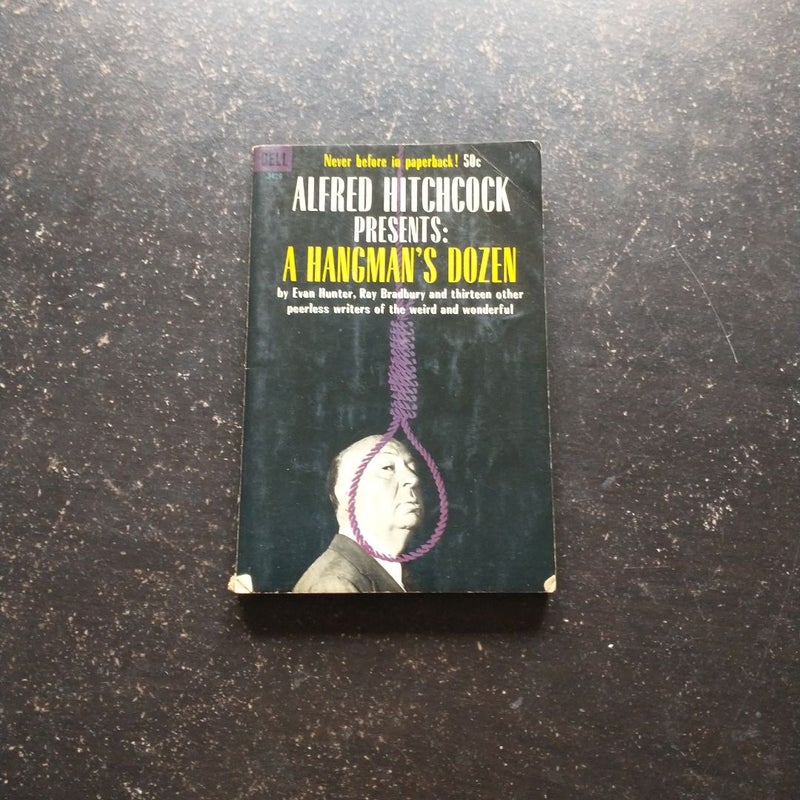 DELL
Never before in paperback! 50c
3428
ALFRED HITCHCOCK
PRESENTS:
A HANGMAN'S DOZEN
by Evan Hunter, Ray Bradbury and thirteen other
peerless writers of the weird and wonderful